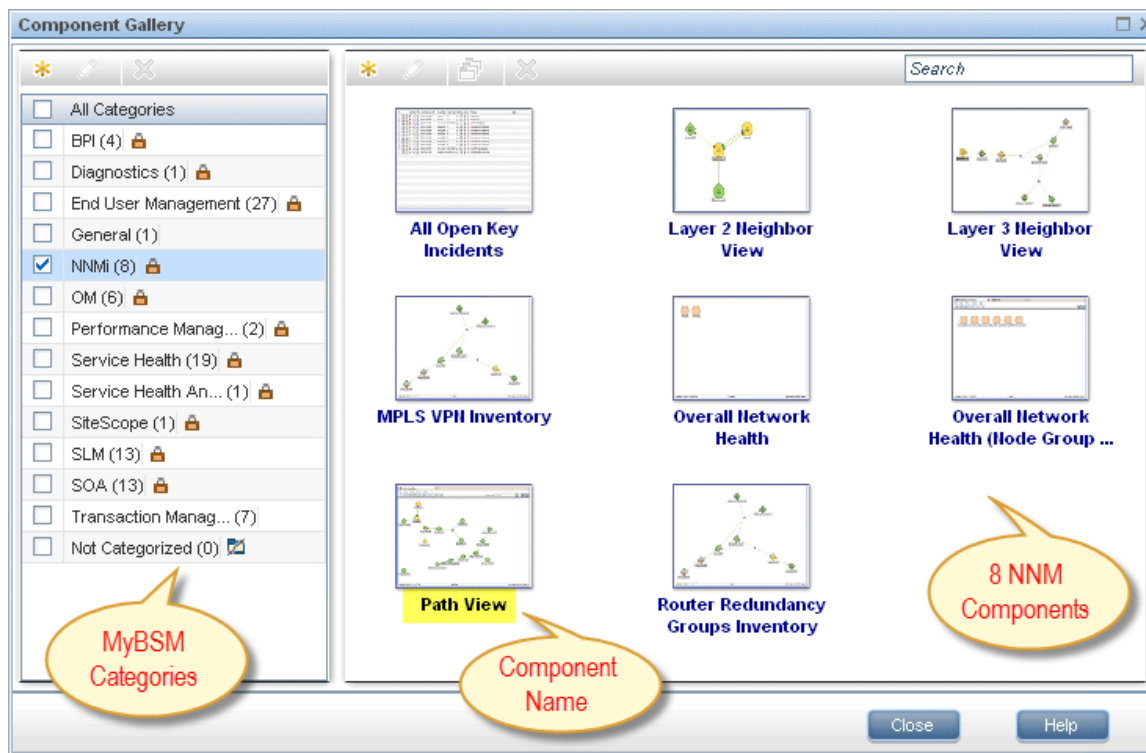 Component Gallery
Search
All Categories
BPI (4)
Diagnostics (1)
End User Management (27)
General (1)
NNMi (8)
OM (6)
Performance Manag... (2)
Service Health (19)
Service Health An... (1)
SiteScope (1)
SLM (13)
SOA (13)
Transaction Manag... (7)
Not Categorized (0)
MyBSM
Categories
All Open Key
Incidents
Layer 2 Neighbor
View
Layer 3 Neighbor
View
MPLS VPN Inventory
Overall Network
Health
Overall Network
Health (Node Group ...
Path View
Router Redundancy
Groups Inventory
8 NNM
Components
Component
Name
Close
Help